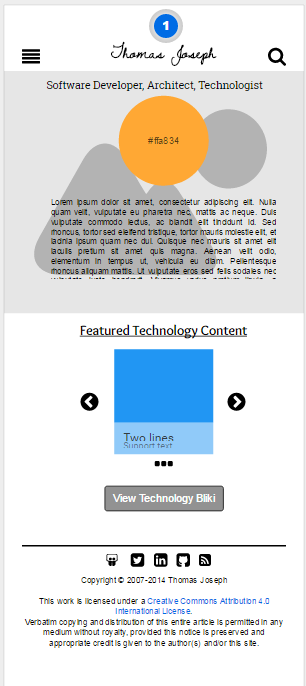 1
Thomas Joseph
Software Developer, Architect, Technologist
#ffa834
Lorem ipsum dolor sit amet, consectetur adipiscing elit. Nulla
quam velit, vulputate eu pharetra nec, mattis ac neque. Duis
vulputate commodo lectus, ac blandit elit tincidunt id. Sed
rhoncus, tortor sed eleifend tristique, tortor mauris molestie elit, et
lacinia ipsum quam nec dui. Quisque nec mauris sit amet elit
iaculis pretium sit amet quis magna. Aenean velit odio,
elementum in tempus ut, vehicula eu diam. Pellentesque
rhoncus aliquam mattis. Ut vulputate eros sed felis sodales nec
Featured Technology Content
Two lines
Support text
View Technology Bliki
Copyright © 2007-2014 Thomas Joseph
This work is licensed under a Creative Commons Attribution 4.0
International License.
Verbatim copying and distribution of this entire article is permitted in any
medium without royalty, provided this notice is preserved and
appropriate credit is given to the author(s) and/or this site.